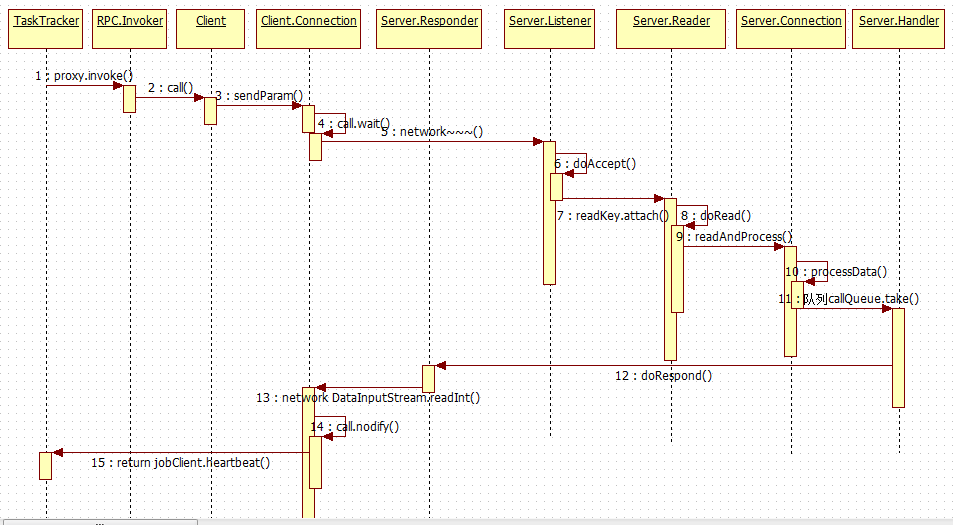 TaskTracker
RPC.Invoker
Client
Client.Connection
Server.Responder
Server.Listener
Server.Reader
Server.Connection
Server.Handler
1 : proxy.invoke()
2 : call()
3 : sendParam()
4 : call.wait()
5 : network~~~()
6 : doAccept()
7 : readKey.attach()
8 : doRead()
9 : readAndProcess()
10 : processData()
11 : 队列callQueue.take()
12 : doRespond()
13 : network DataInputStream.readInt()
14 : call.nodify()
15 : return jobClient.heartbeat()